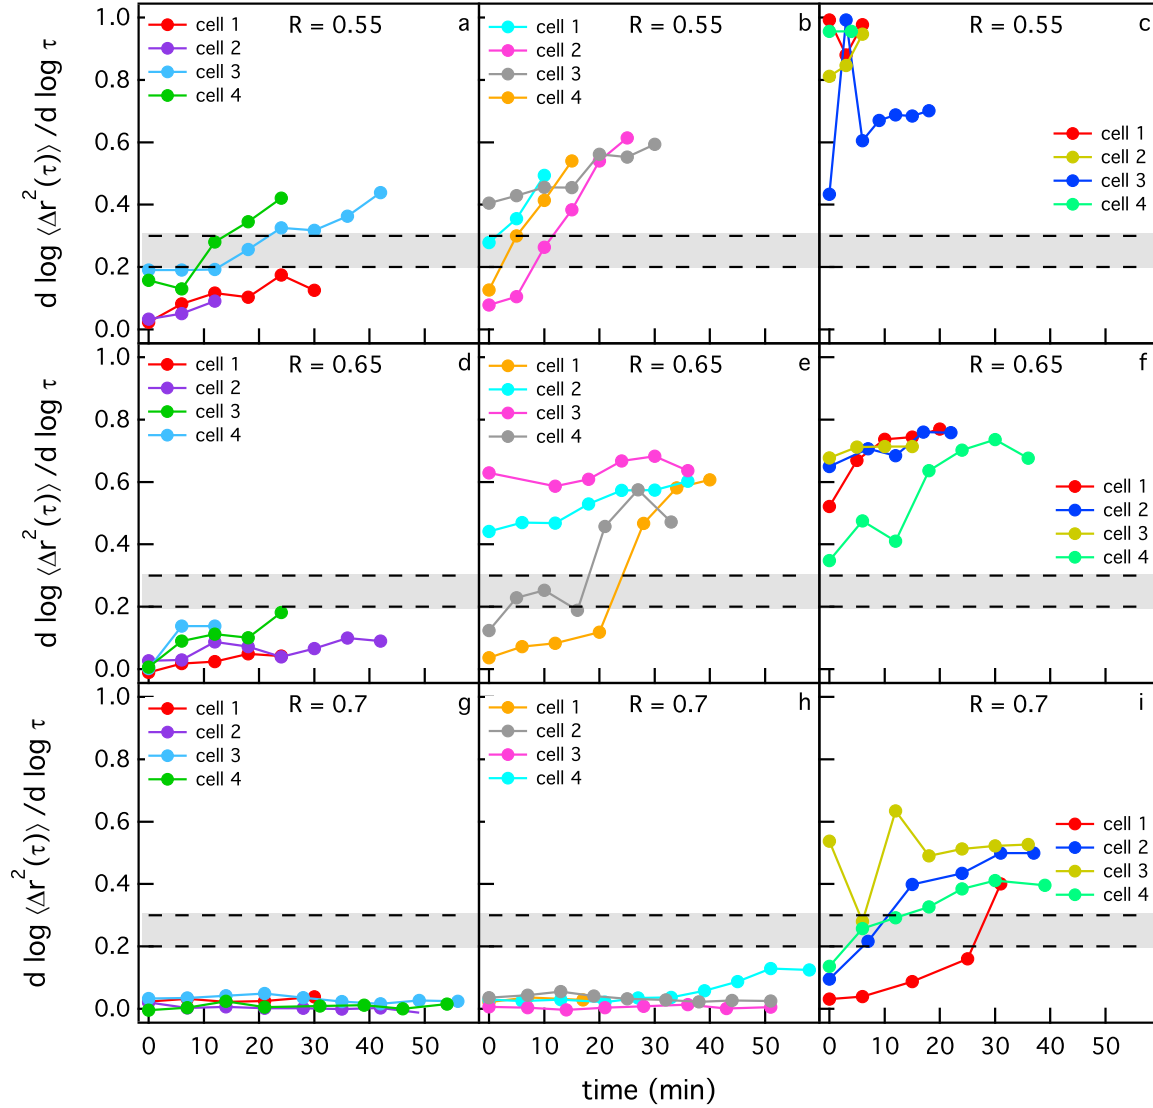 1.0
0.8
0.6
0.4
0.2
0.0
d log ⟨Δr²(τ)⟩ / d log τ
cell 1
cell 2
cell 3
cell 4
R = 0.55
a
cell 1
cell 2
cell 3
cell 4
R = 0.55
b
R = 0.55
c
cell 1
cell 2
cell 3
cell 4
1.0
0.8
0.6
0.4
0.2
0.0
d log ⟨Δr²(τ)⟩ / d log τ
cell 1
cell 2
cell 3
cell 4
R = 0.65
d
cell 1
cell 2
cell 3
cell 4
R = 0.65
e
R = 0.65
f
cell 1
cell 2
cell 3
cell 4
1.0
0.8
0.6
0.4
0.2
0.0
d log ⟨Δr²(τ)⟩ / d log τ
cell 1
cell 2
cell 3
cell 4
R = 0.7
g
cell 1
cell 2
cell 3
cell 4
R = 0.7
h
R = 0.7
i
cell 1
cell 2
cell 3
cell 4
0 10 20 30 40 50
0 10 20 30 40 50
0 10 20 30 40 50
time (min)